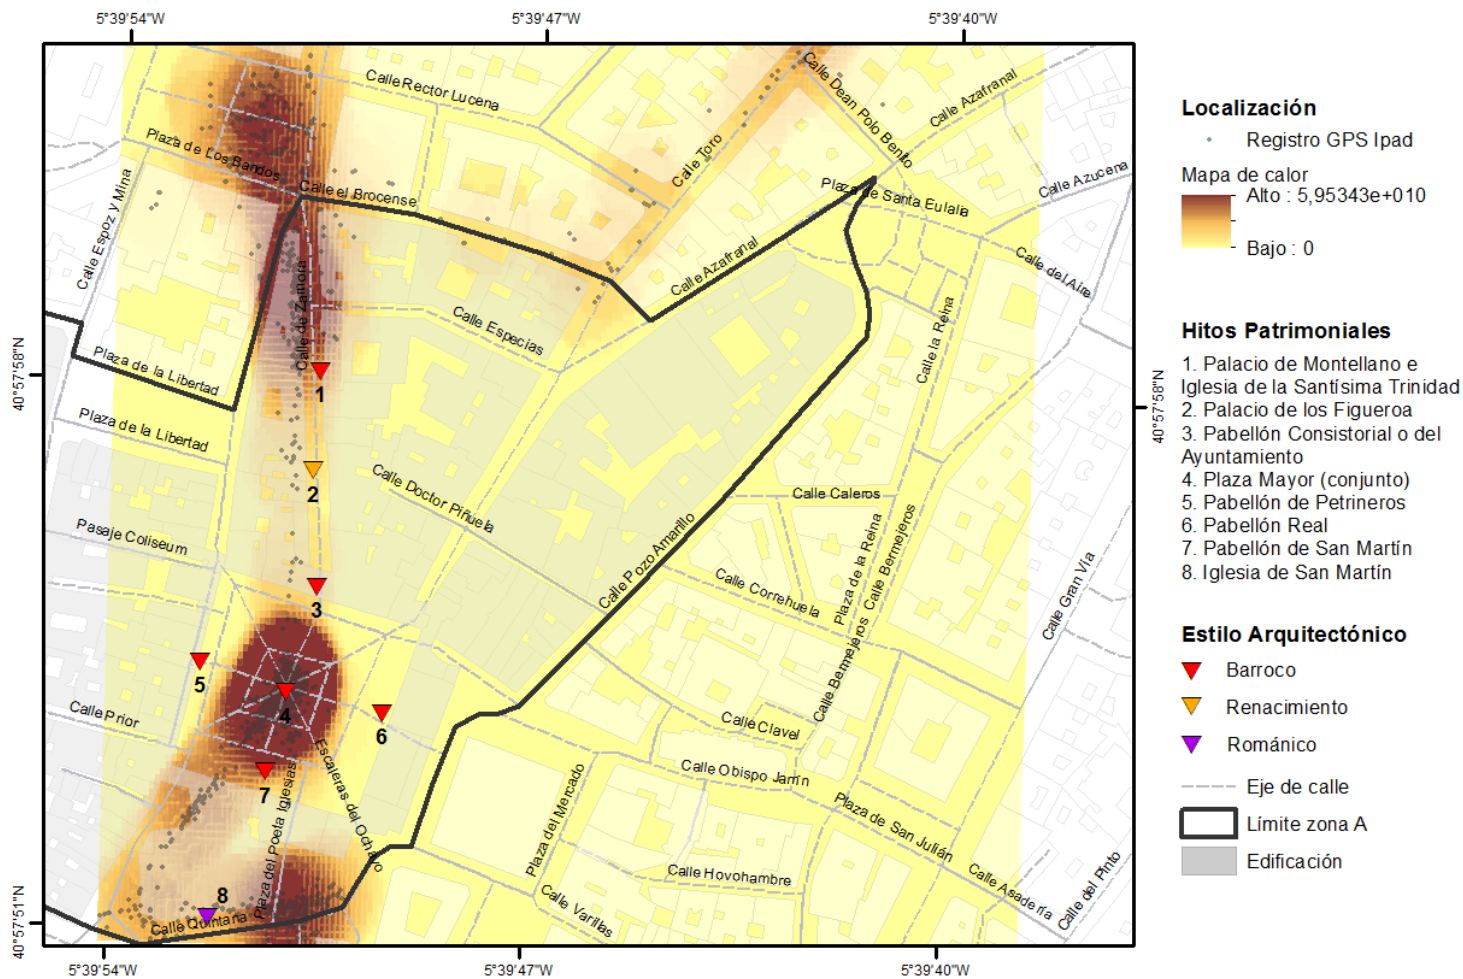 5°39'54"W
5°39'47"W
5°39'40"W
Calle Rector Lucena
Calle Dean Polo Benito
Calle Azafranal
Plaza de Los Bandos
Calle Toro
Calle Azucena
Calle el Brocense
Plaza de Santa Eulalia
Calle Espoz y Mina
Calle Azafranal
Calle del Aire
Calle de Zamora
Calle Especias
Calle la Reina
40°57'58"N
Plaza de la Libertad
40°57'58"N
Plaza de la Libertad
1
2
Calle Doctor Piñuela
Calle Caleros
Pasaje Coliseum
Calle Pozo Amarillo
Plaza de la Reina
Calle Bermejeros
Calle Correhuela
Calle Gran Vía
3
5
4
6
Calle Bermejeros
Calle Prior
Calle Clavel
Escaleras del Ochavo
7
Calle Obispo Jarrín
Plaza del Poeta Iglesias
Plaza del Mercado
Plaza de San Julián
Calle Hovohambre
8
Calle Quintana
Calle Varillas
Calle Asadería
Calle del Pinto
40°57'51"N
5°39'54"W
5°39'47"W
5°39'40"W
Localización
Registro GPS Ipad
Mapa de calor
Alto : 5,95343e+010
Bajo : 0
Hitos Patrimoniales
1. Palacio de Montellano e
Iglesia de la Santísima Trinidad
2. Palacio de los Figueroa
3. Pabellón Consistorial o del
Ayuntamiento
4. Plaza Mayor (conjunto)
5. Pabellón de Petrineros
6. Pabellón Real
7. Pabellón de San Martín
8. Iglesia de San Martín
Estilo Arquitectónico
Barroco
Renacimiento
Románico
Eje de calle
Límite zona A
Edificación